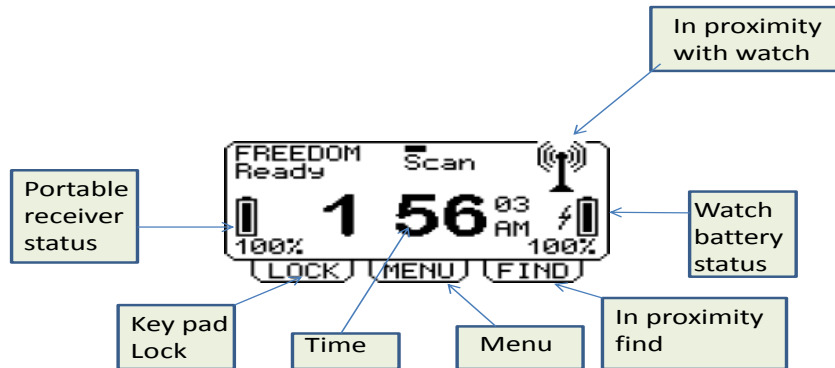 In proximity
with watch
FREEDOM
Ready
Scan
Portable
receiver
status
1 56
03
AM
100%
100%
Watch
battery
status
LOCK
MENU
FIND
Key pad
Lock
Time
Menu
In proximity
find